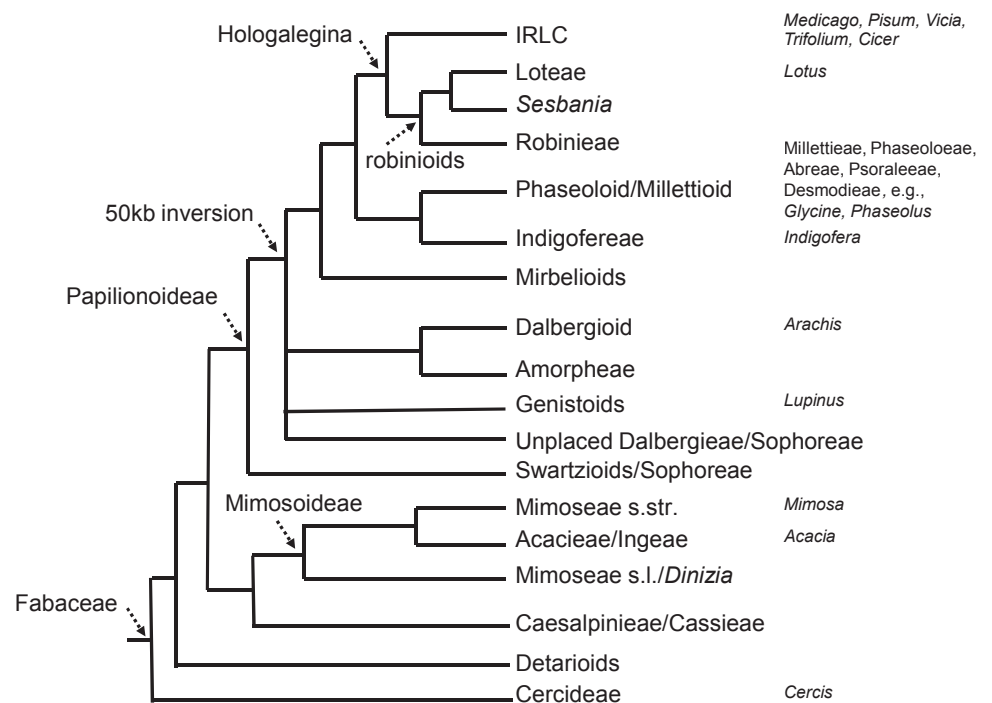 Hologalegina
IRLC
Medicago, Pisum, Vicia,
Trifolium, Cicer
Loteae
Lotus
Sesbania
Robinieae
robinioids
Millettieae, Phaseoloeae,
Abreae, Psoraleeae,
Desmodieae, e.g.,
Glycine, Phaseolus
Phaseoloid/Millettioid
50kb inversion
Indigofereae
Indigofera
Mirbelioids
Papilionoideae
Dalbergioid
Arachis
Amorpheae
Genistoids
Lupinus
Unplaced Dalbergieae/Sophoreae
Swartzioids/Sophoreae
Mimosoideae
Mimoseae s.str.
Mimosa
Acacieae/Ingeae
Acacia
Mimoseae s.l./Dinizia
Fabaceae
Caesalpinieae/Cassieae
Detarioids
Cercideae
Cercis